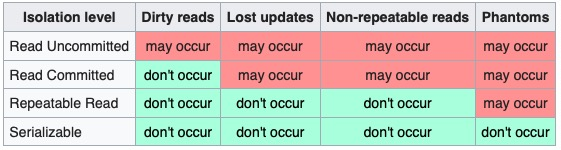 Isolation level Dirty reads Lost updates Non-repeatable reads Phantoms
Read Uncommitted may occur may occur may occur may occur
Read Committed don't occur may occur may occur may occur
Repeatable Read don't occur don't occur don't occur may occur
Serializable don't occur don't occur don't occur don't occur